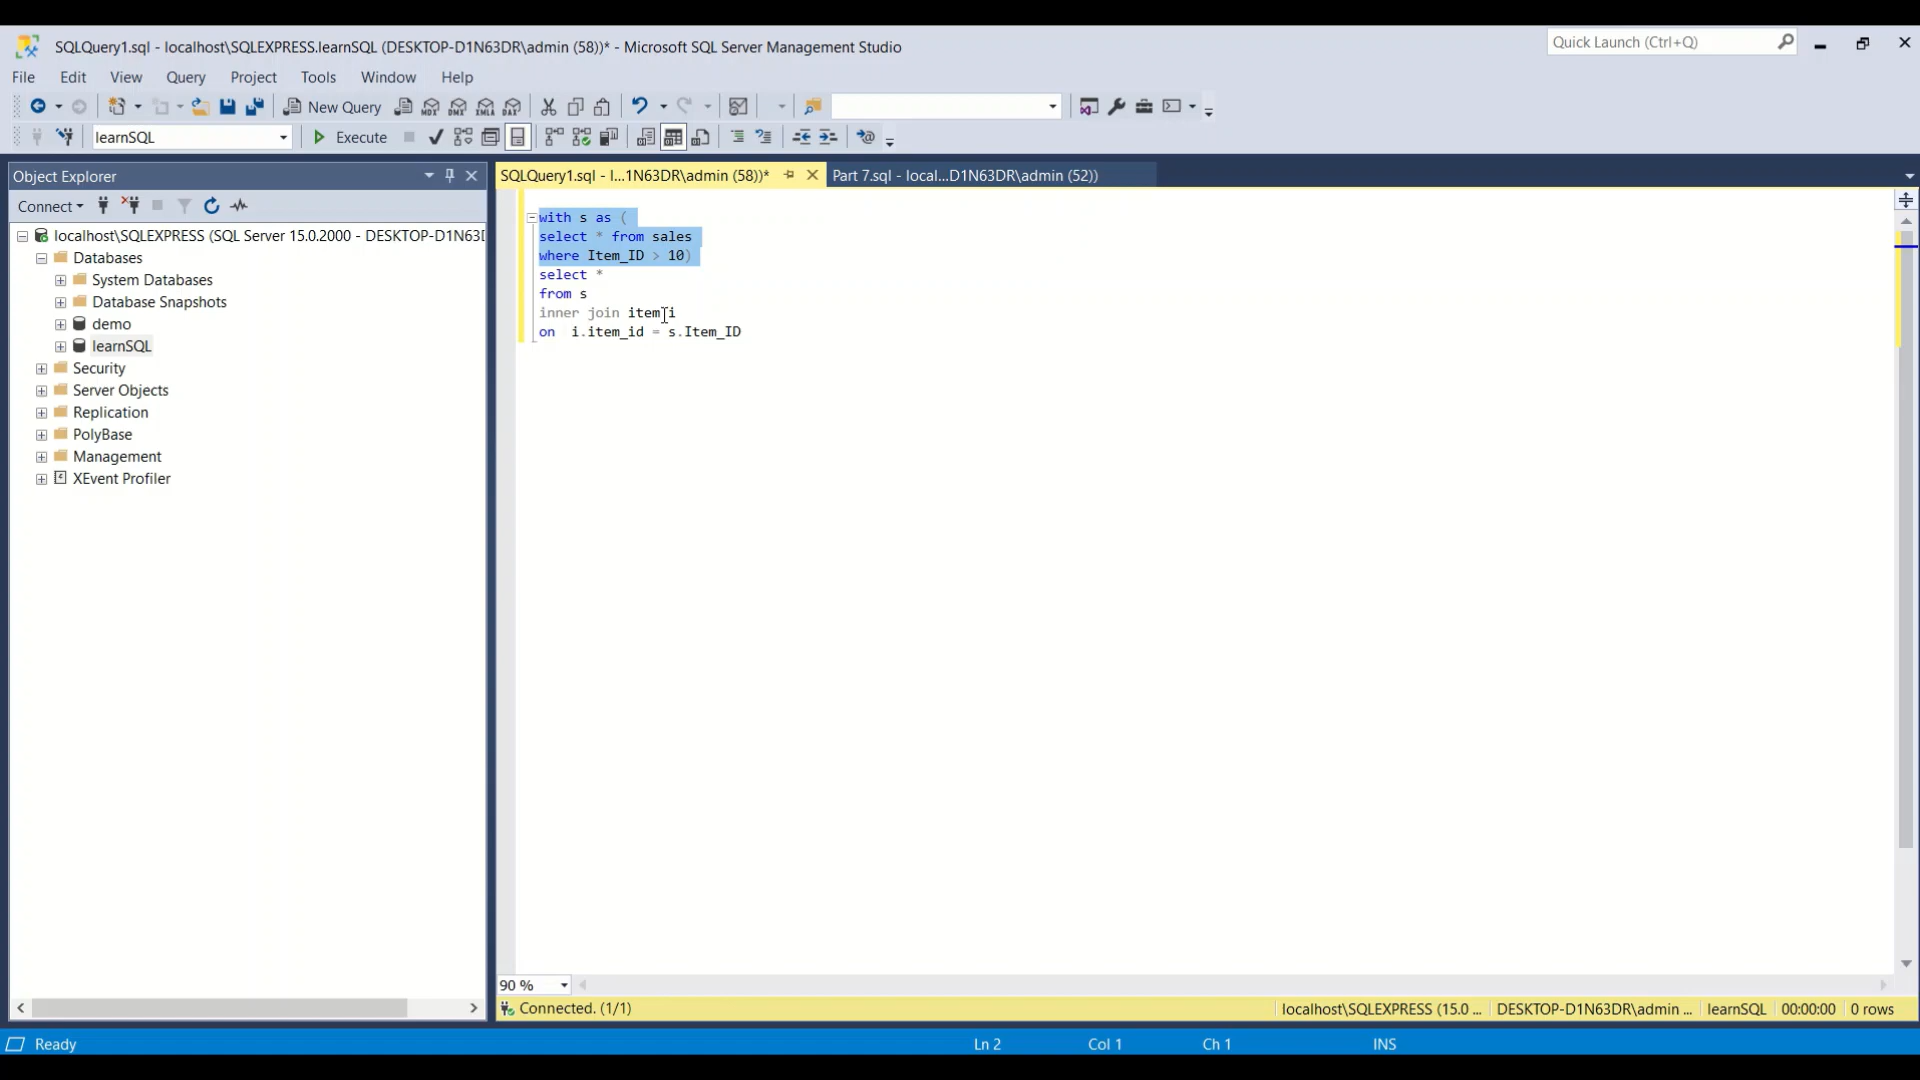 SQLQuery1.sql - localhost\SQLEXPRESS.learnSQL (DESKTOP-D1N63DR\admin (58))* - Microsoft SQL Server Management Studio
Quick Launch (Ctrl+Q)
File Edit View Query Project Tools Window Help
New Query
MDX DMX XMLA DAX
learnSQL Execute
Object Explorer
SQLQuery1.sql - l...1N63DR\admin (58))* Part 7.sql - local...D1N63DR\admin (52))
Connect
localhost\SQLEXPRESS (SQL Server 15.0.2000 - DESKTOP-D1N63
Databases
System Databases
Database Snapshots
demo
learnSQL
Security
Server Objects
Replication
PolyBase
Management
XEvent Profiler
with s as (
select * from sales
where Item_ID > 10)
select *
from s
inner join item i
on  i.item_id = s.Item_ID
90 %
Connected. (1/1) localhost\SQLEXPRESS (15.0 ... DESKTOP-D1N63DR\admin ... learnSQL 00:00:00 0 rows
Ready Ln 2 Col 1 Ch 1 INS